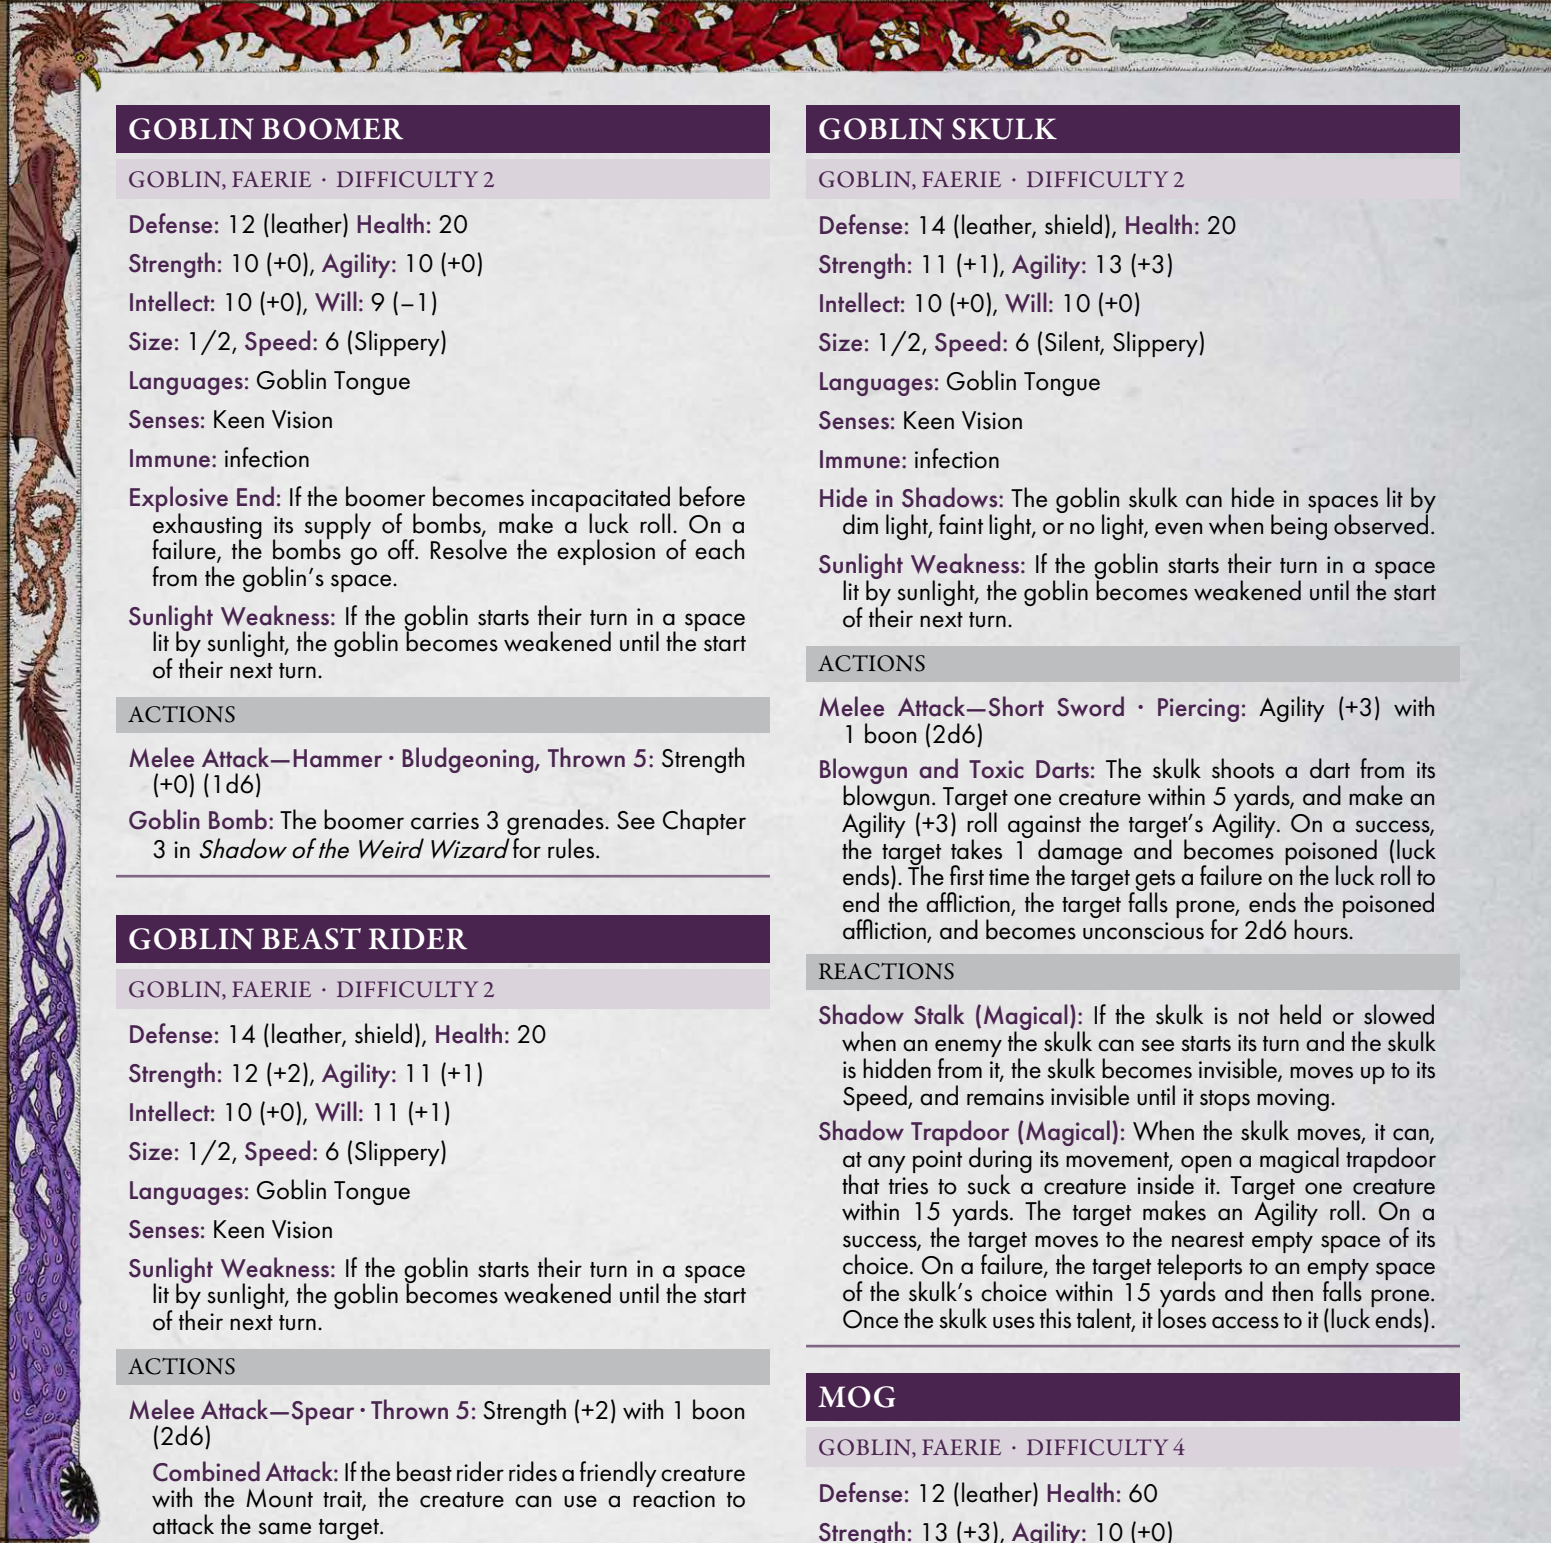 GOBLIN BOOMER
GOBLIN, FAERIE · DIFFICULTY 2
Defense: 12 (leather) Health: 20
Strength: 10 (+0), Agility: 10 (+0)
Intellect: 10 (+0), Will: 9 (–1)
Size: 1/2, Speed: 6 (Slippery)
Languages: Goblin Tongue
Senses: Keen Vision
Immune: infection
Explosive End: If the boomer becomes incapacitated before
exhausting its supply of bombs, make a luck roll. On a
failure, the bombs go off. Resolve the explosion of each
from the goblin’s space.
Sunlight Weakness: If the goblin starts their turn in a space
lit by sunlight, the goblin becomes weakened until the start
of their next turn.
ACTIONS
Melee Attack—Hammer · Bludgeoning, Thrown 5: Strength
(+0) (1d6)
Goblin Bomb: The boomer carries 3 grenades. See Chapter
3 in Shadow of the Weird Wizard for rules.
GOBLIN BEAST RIDER
GOBLIN, FAERIE · DIFFICULTY 2
Defense: 14 (leather, shield), Health: 20
Strength: 12 (+2), Agility: 11 (+1)
Intellect: 10 (+0), Will: 11 (+1)
Size: 1/2, Speed: 6 (Slippery)
Languages: Goblin Tongue
Senses: Keen Vision
Sunlight Weakness: If the goblin starts their turn in a space
lit by sunlight, the goblin becomes weakened until the start
of their next turn.
ACTIONS
Melee Attack—Spear · Thrown 5: Strength (+2) with 1 boon
(2d6)
Combined Attack: If the beast rider rides a friendly creature
with the Mount trait, the creature can use a reaction to
attack the same target.
GOBLIN SKULK
GOBLIN, FAERIE · DIFFICULTY 2
Defense: 14 (leather, shield), Health: 20
Strength: 11 (+1), Agility: 13 (+3)
Intellect: 10 (+0), Will: 10 (+0)
Size: 1/2, Speed: 6 (Silent, Slippery)
Languages: Goblin Tongue
Senses: Keen Vision
Immune: infection
Hide in Shadows: The goblin skulk can hide in spaces lit by
dim light, faint light, or no light, even when being observed.
Sunlight Weakness: If the goblin starts their turn in a space
lit by sunlight, the goblin becomes weakened until the start
of their next turn.
ACTIONS
Melee Attack—Short Sword · Piercing: Agility (+3) with
1 boon (2d6)
Blowgun and Toxic Darts: The skulk shoots a dart from its
blowgun. Target one creature within 5 yards, and make an
Agility (+3) roll against the target’s Agility. On a success,
the target takes 1 damage and becomes poisoned (luck
ends). The first time the target gets a failure on the luck roll to
end the affliction, the target falls prone, ends the poisoned
affliction, and becomes unconscious for 2d6 hours.
REACTIONS
Shadow Stalk (Magical): If the skulk is not held or slowed
when an enemy the skulk can see starts its turn and the skulk
is hidden from it, the skulk becomes invisible, moves up to its
Speed, and remains invisible until it stops moving.
Shadow Trapdoor (Magical): When the skulk moves, it can,
at any point during its movement, open a magical trapdoor
that tries to suck a creature inside it. Target one creature
within 15 yards. The target makes an Agility roll. On a
success, the target moves to the nearest empty space of its
choice. On a failure, the target teleports to an empty space
of the skulk’s choice within 15 yards and then falls prone.
Once the skulk uses this talent, it loses access to it (luck ends).
MOG
GOBLIN, FAERIE · DIFFICULTY 4
Defense: 12 (leather) Health: 60
Strength: 13 (+3), Agility: 10 (+0)